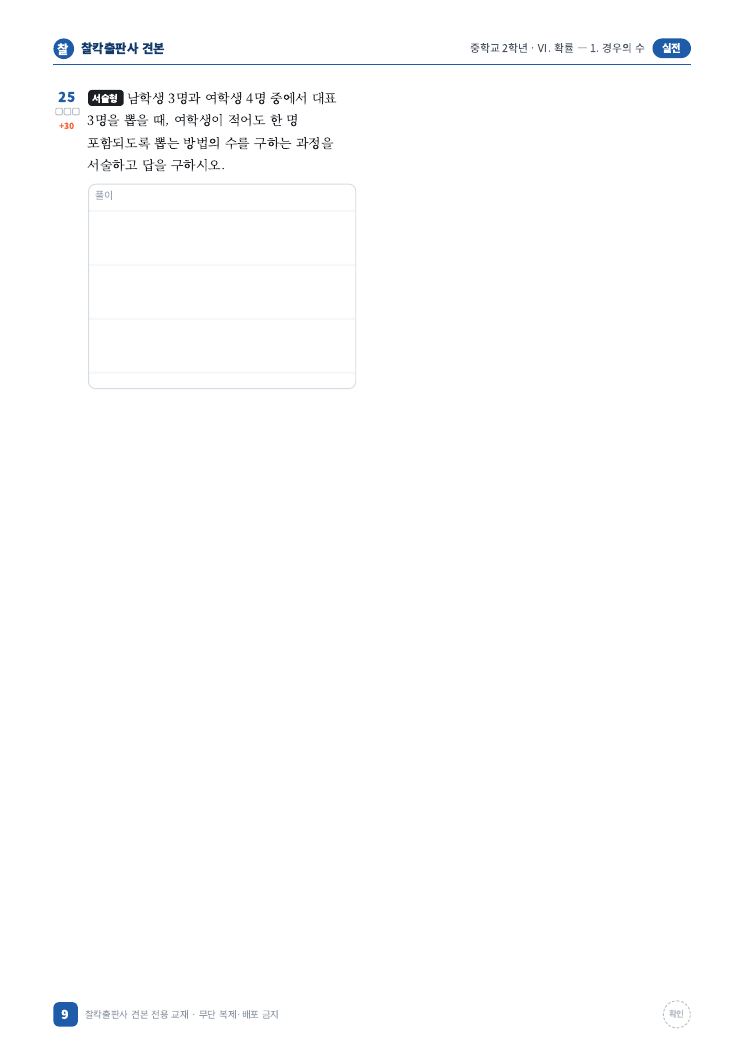 찰 찰칵출판사 견본
중학교 2학년 · VI. 확률 — 1. 경우의 수 실전
25 서술형 남학생 3명과 여학생 4명 중에서 대표
+30 3명을 뽑을 때, 여학생이 적어도 한 명
포함되도록 뽑는 방법의 수를 구하는 과정을
서술하고 답을 구하시오.
풀이
9 찰칵출판사 견본 전용 교재 · 무단 복제·배포 금지
확인